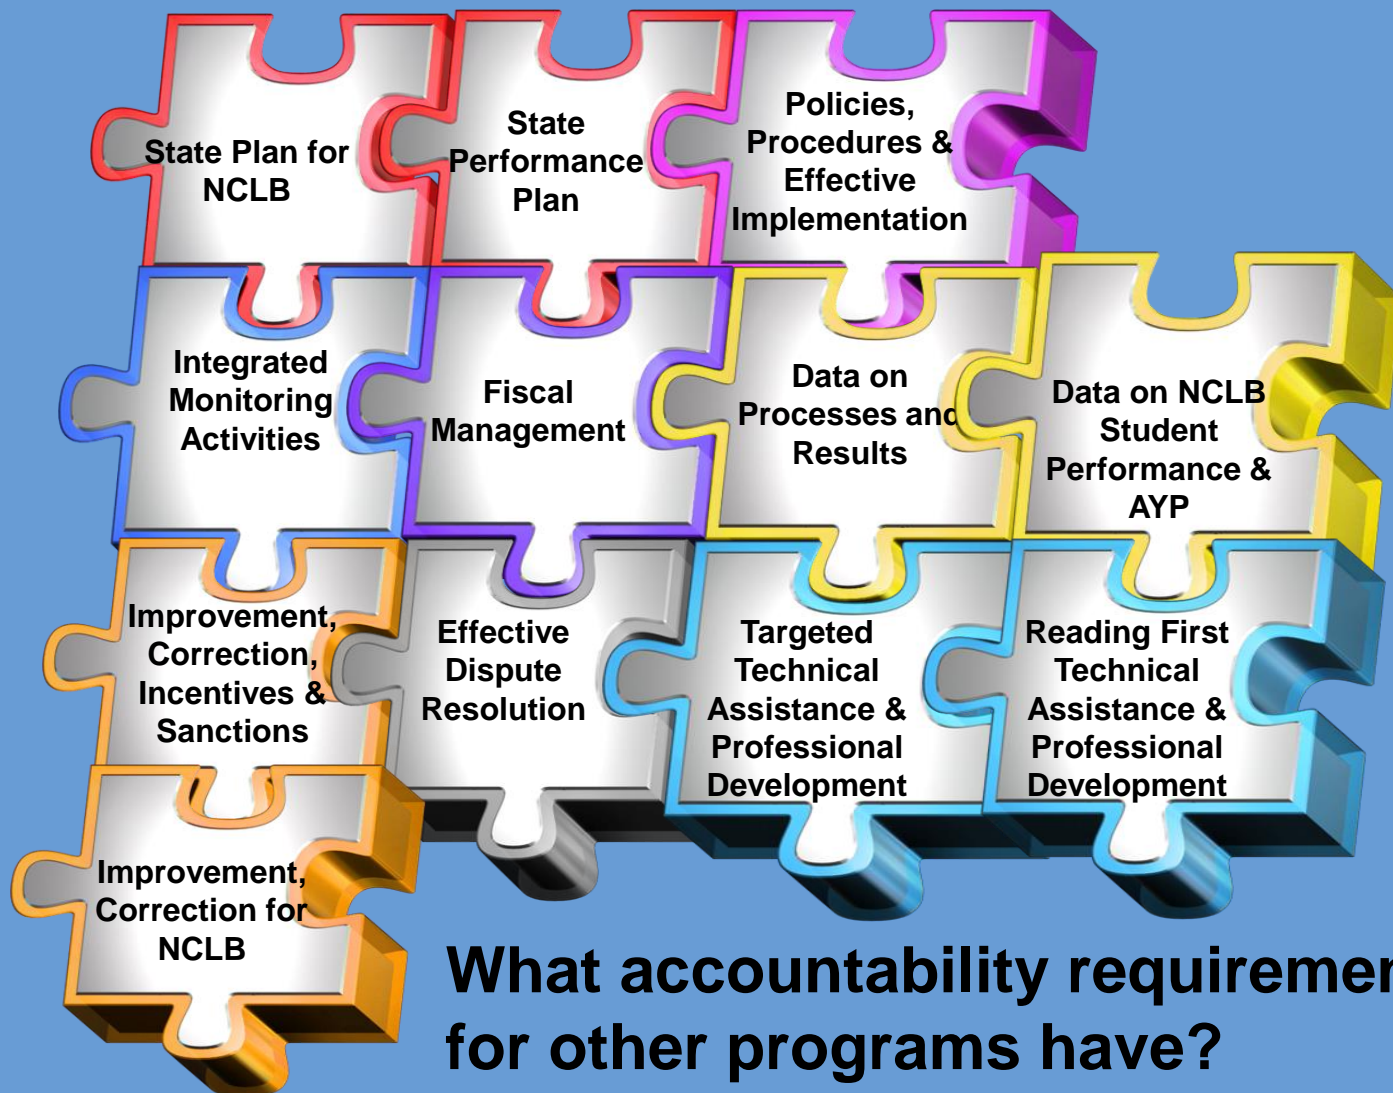 State Plan for
NCLB
State
Performance
Plan
Policies,
Procedures &
Effective
Implementation
Integrated
Monitoring
Activities
Fiscal
Management
Data on
Processes and
Results
Data on NCLB
Student
Performance &
AYP
Improvement,
Correction,
Incentives &
Sanctions
Effective
Dispute
Resolution
Targeted
Technical
Assistance &
Professional
Development
Reading First
Technical
Assistance &
Professional
Development
Improvement,
Correction for
NCLB
What accountability
for other programs have?